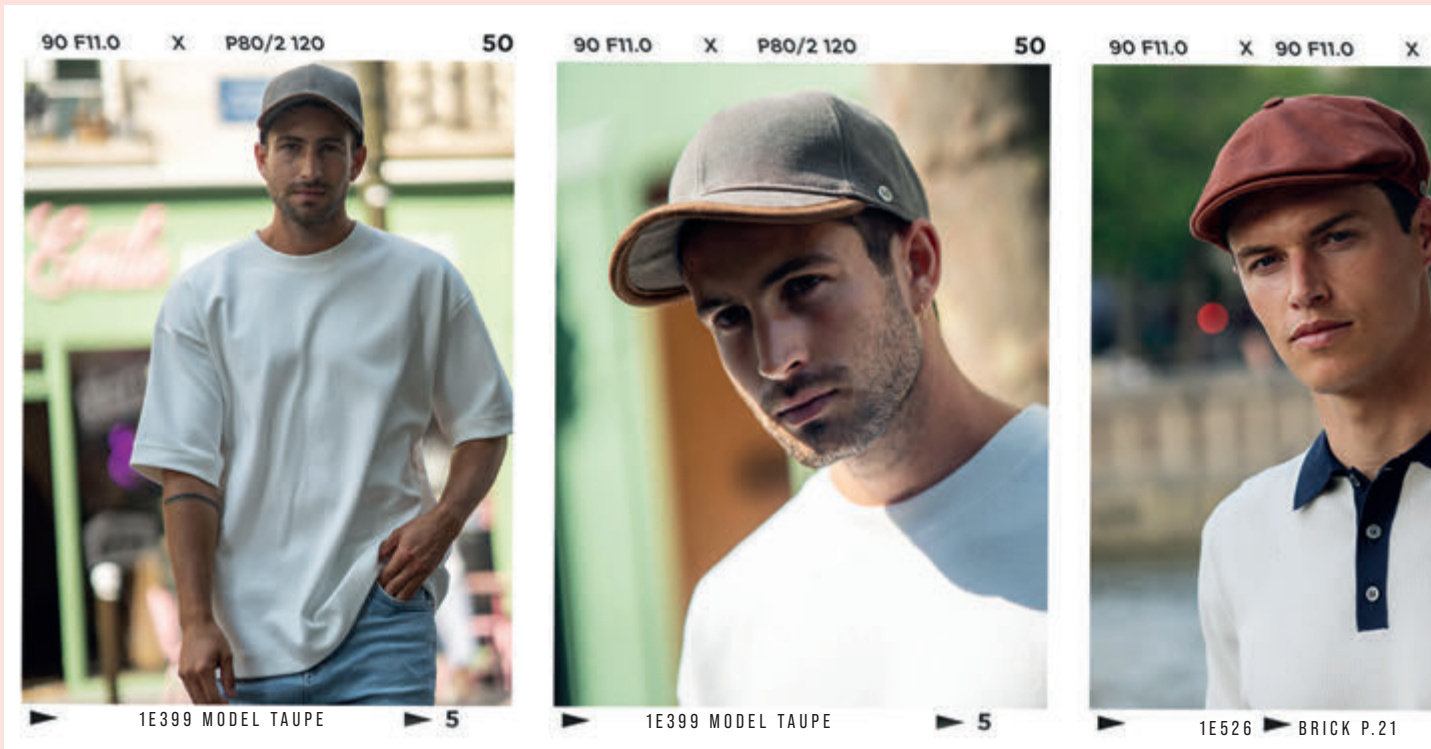 90 F11.0 X P80/2 120 50
90 F11.0 X P80/2 120 50
90 F11.0 X 90 F11.0 X
Emile
1E399 MODEL TAUPE 5
1E399 MODEL TAUPE 5
1E526 BRICK P.21